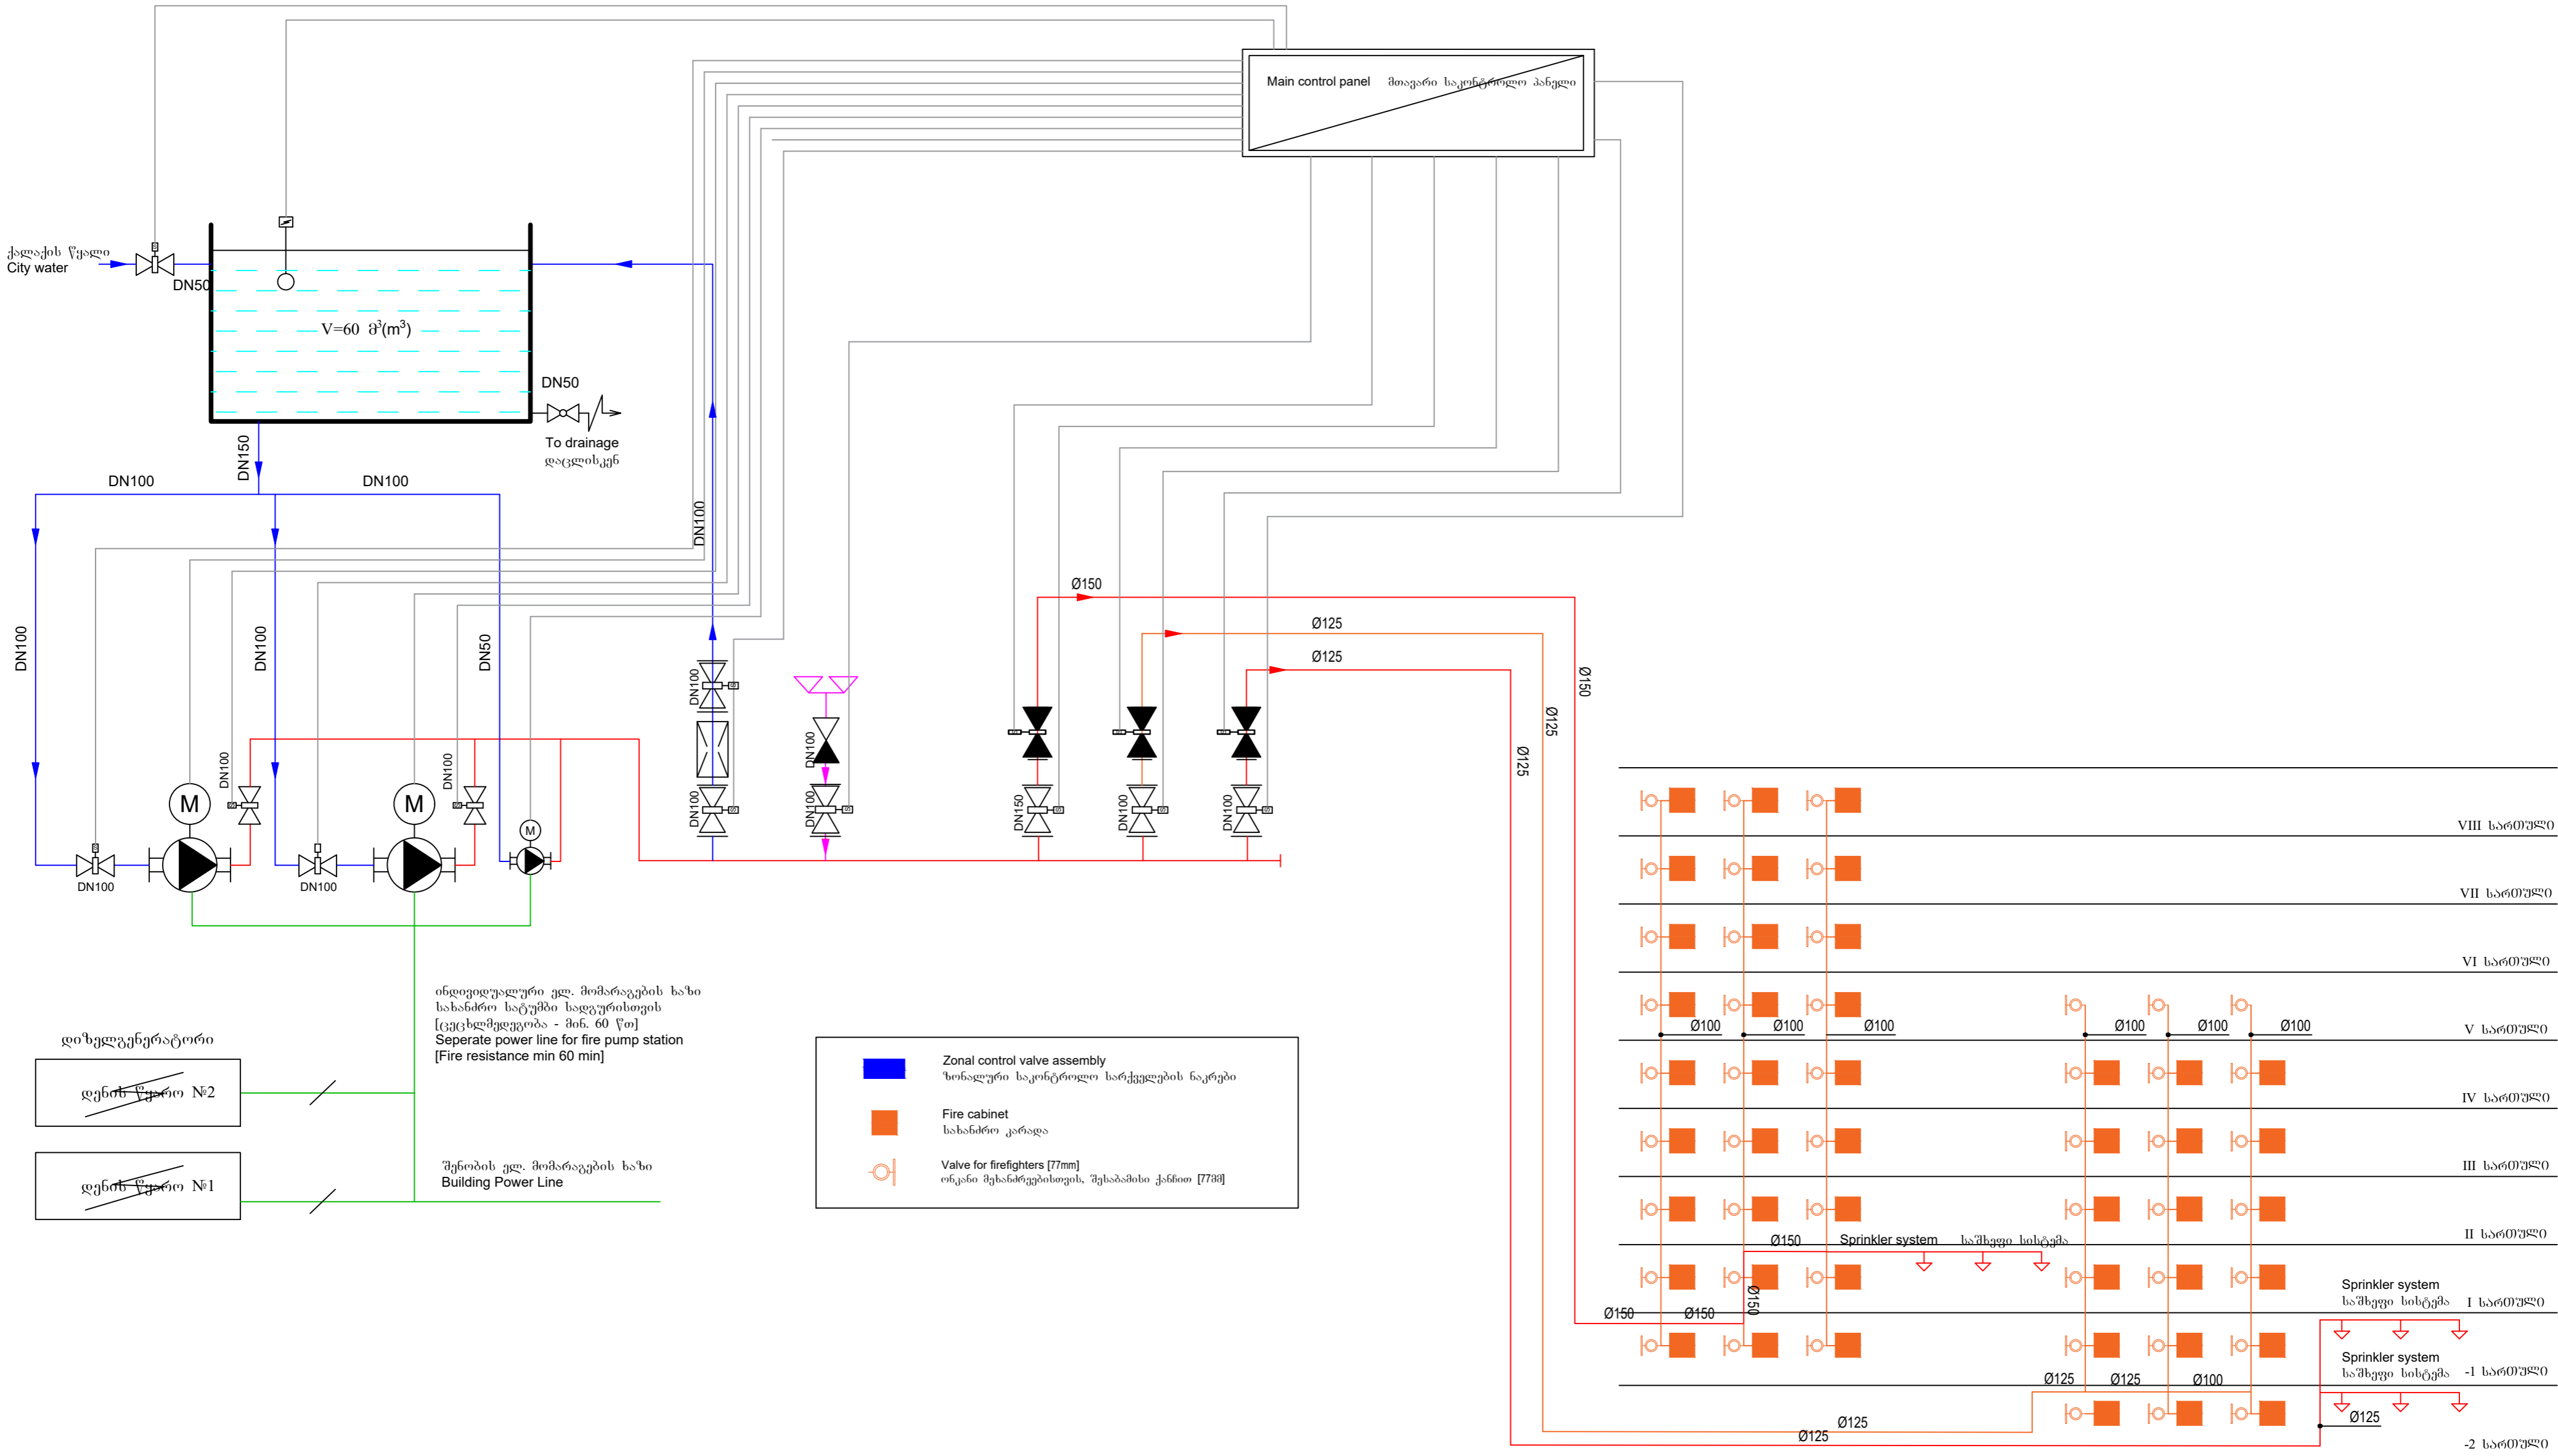 Main control panel მთავარი საკონტროლო პანელი
ქალაქის წყალი
City water
DN50
V=60 მ³(m³)
DN50
To drainage
დაცლისკენ
DN150
DN100
DN100
DN100
DN100
DN100
DN50
Ø150
Ø125
Ø125
Ø150
Ø125
Ø125
DN100
DN100
DN100
DN100
DN100
DN100
DN100
DN150
DN100
DN100
M
M
M
S
S
S
S
S
S
S
S
S
DN100
DN100
VIII სართული
VII სართული
VI სართული
Ø100
Ø100
Ø100
Ø100
Ø100
Ø100
V სართული
IV სართული
III სართული
II სართული
Ø150
Sprinkler system საშხეფი სისტემა
Ø150
Ø150
Ø150
Sprinkler system
საშხეფი სისტემა
I სართული
Sprinkler system
საშხეფი სისტემა
-1 სართული
Ø125
Ø125
Ø100
Ø125
Ø125
Ø125
-2 სართული
ინდივიდუალური ელ. მომარაგების ხაზი
სახანძრო სატუმბი სადგურისთვის
[ცეცხლმედეგობა - მინ. 60 წთ]
Seperate power line for fire pump station
[Fire resistance min 60 min]
დიზელგენერატორი
დენის წყარო №2
დენის წყარო №1
შენობის ელ. მომარაგების ხაზი
Building Power Line
Zonal control valve assembly
ზონალური საკონტროლო სარქველების ნაკრები
Fire cabinet
სახანძრო კარადა
Valve for firefighters [77mm]
ონკანი მეხანძრეებისთვის, შესაბამისი ქანჩით [77მმ]